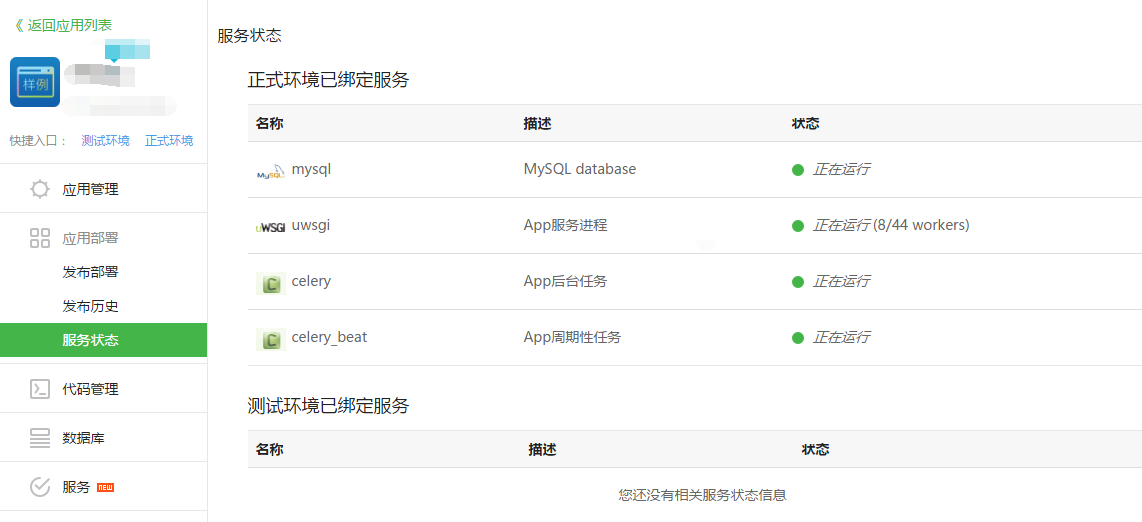 《 返回应用列表
样例
快捷入口： 测试环境 正式环境
应用管理
应用部署
发布部署
发布历史
服务状态
代码管理
数据库
服务 NEW
服务状态
正式环境已绑定服务
名称 描述 状态
MySQL mysql MySQL database 正在运行
uWSGI uwsgi App服务进程 正在运行 (8/44 workers)
C celery App后台任务 正在运行
C celery_beat App周期性任务 正在运行
测试环境已绑定服务
名称 描述 状态
您还没有相关服务状态信息